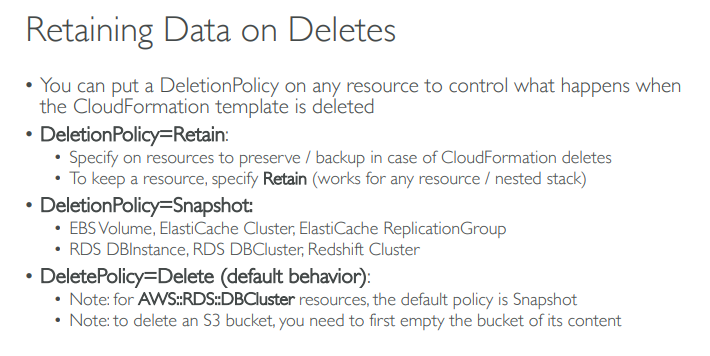 Retaining Data on Deletes
• You can put a DeletionPolicy on any resource to control what happens when
the CloudFormation template is deleted
• DeletionPolicy=Retain:
• Specify on resources to preserve / backup in case of CloudFormation deletes
• To keep a resource, specify Retain (works for any resource / nested stack)
• DeletionPolicy=Snapshot:
• EBS Volume, ElastiCache Cluster, ElastiCache ReplicationGroup
• RDS DBInstance, RDS DBCluster, Redshift Cluster
• DeletePolicy=Delete (default behavior):
• Note: for AWS::RDS::DBCluster resources, the default policy is Snapshot
• Note: to delete an S3 bucket, you need to first empty the bucket of its content